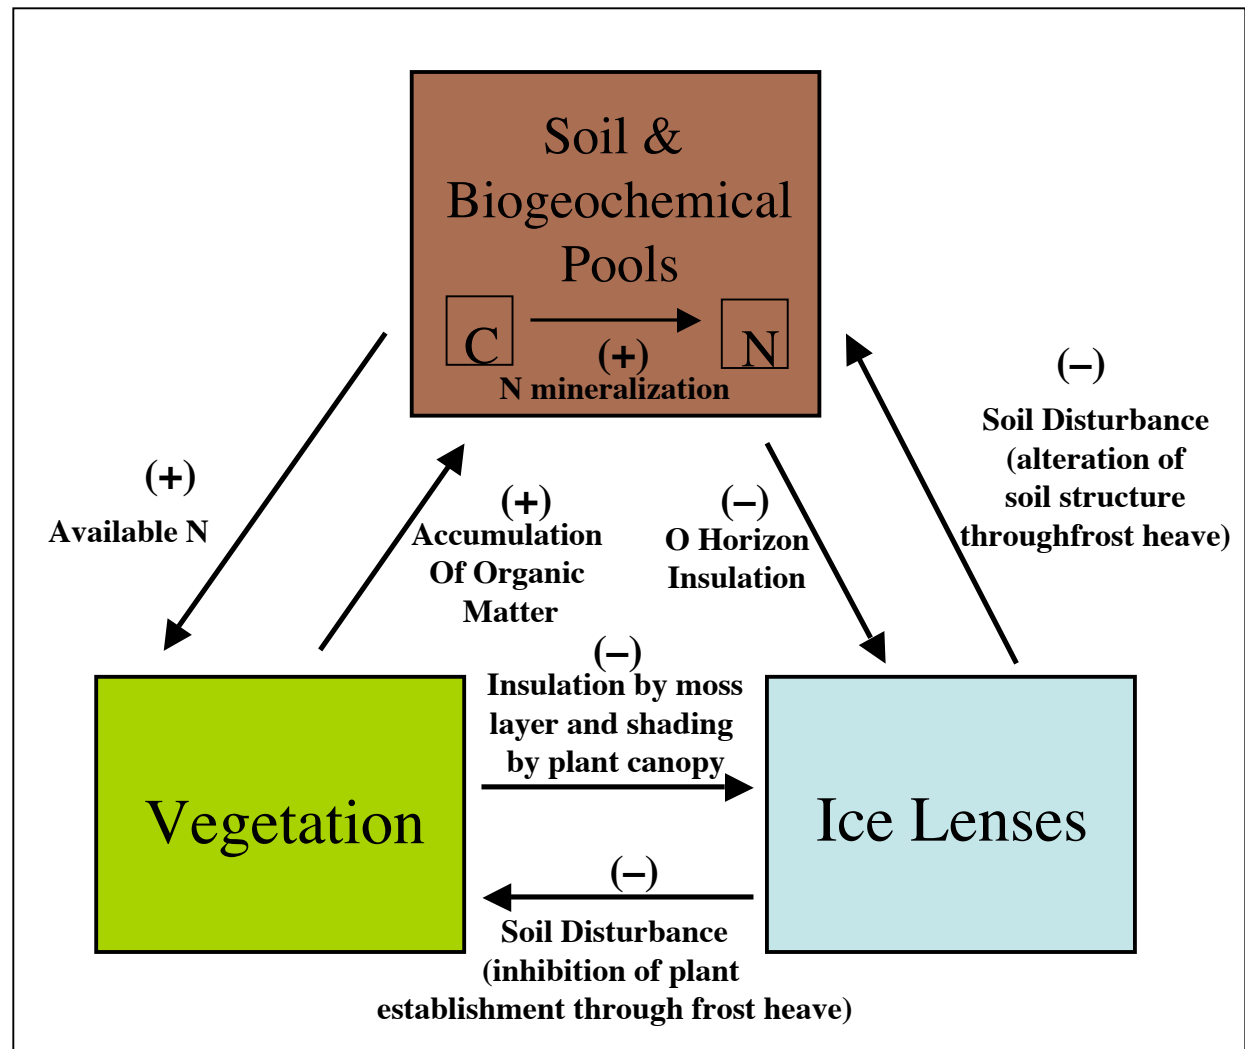 Soil &
Biogeochemical
Pools
C
N
(+)
N mineralization
(+)
Available N
(+)
Accumulation
Of Organic
Matter
(–)
O Horizon
Insulation
(–)
Soil Disturbance
(alteration of
soil structure
throughfrost heave)
(–)
Insulation by moss
layer and shading
by plant canopy
Vegetation
Ice Lenses
(–)
Soil Disturbance
(inhibition of plant
establishment through frost heave)